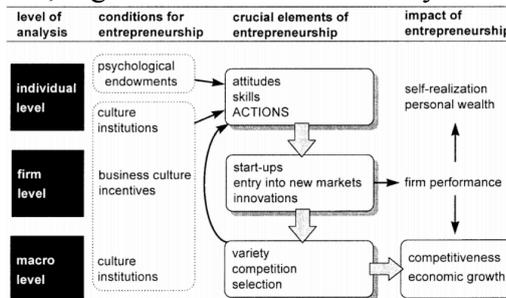 level of conditions for crucial elements of impact of
analysis entrepreneurship entrepreneurship entrepreneurship
individual
level
psychological
endowments
culture
institutions
attitudes
skills
ACTIONS
self-realization
personal wealth
firm
level
business culture
incentives
start-ups
entry into new markets
innovations
firm performance
macro
level
culture
institutions
variety
competition
selection
competitiveness
economic growth